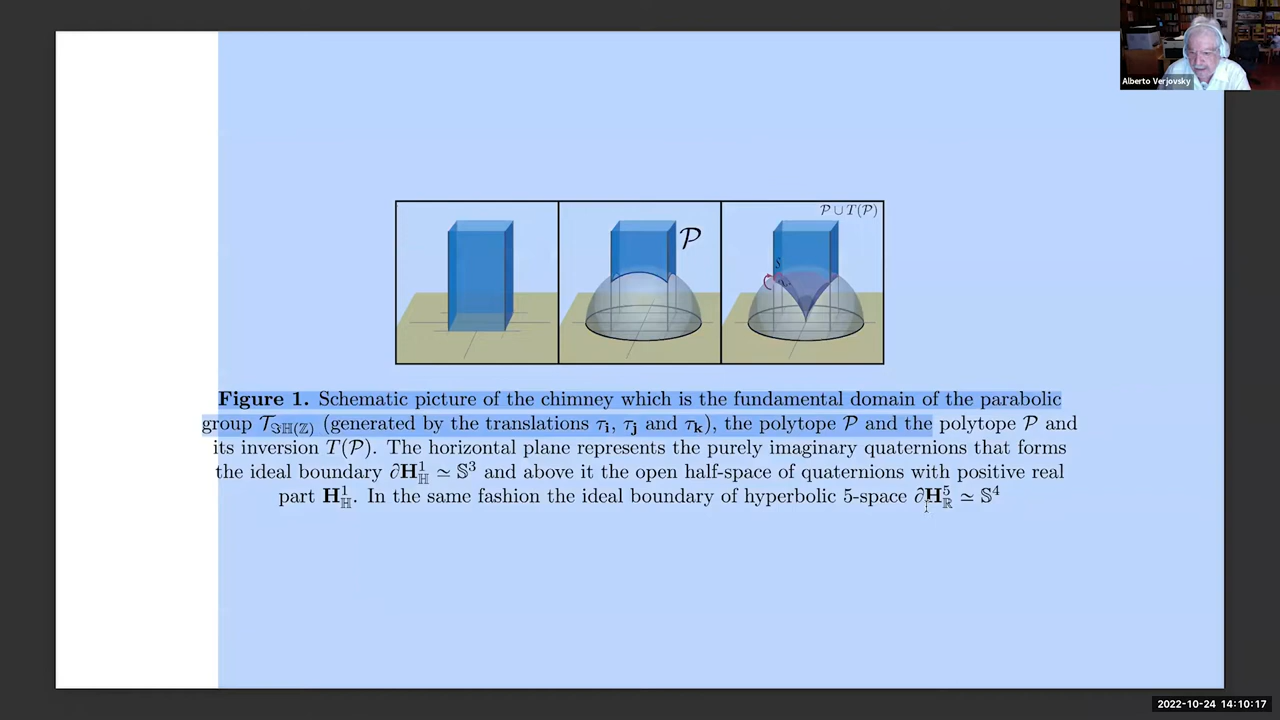 Alberto Verjovsky
𝒫 ∪ T(𝒫)
𝒫
S
Figure 1. Schematic picture of the chimney which is the fundamental domain of the parabolic
group 𝒯_ℑℍ(ℤ) (generated by the translations τ_i, τ_j and τ_k), the polytope 𝒫 and the polytope 𝒫 and
its inversion T(𝒫). The horizontal plane represents the purely imaginary quaternions that forms
the ideal boundary ∂𝐇¹_ℍ ≃ 𝕊³ and above it the open half-space of quaternions with positive real
part 𝐇¹_ℍ. In the same fashion the ideal boundary of hyperbolic 5-space ∂𝐇⁵_ℝ ≃ 𝕊⁴
2022-10-24 14:10:17